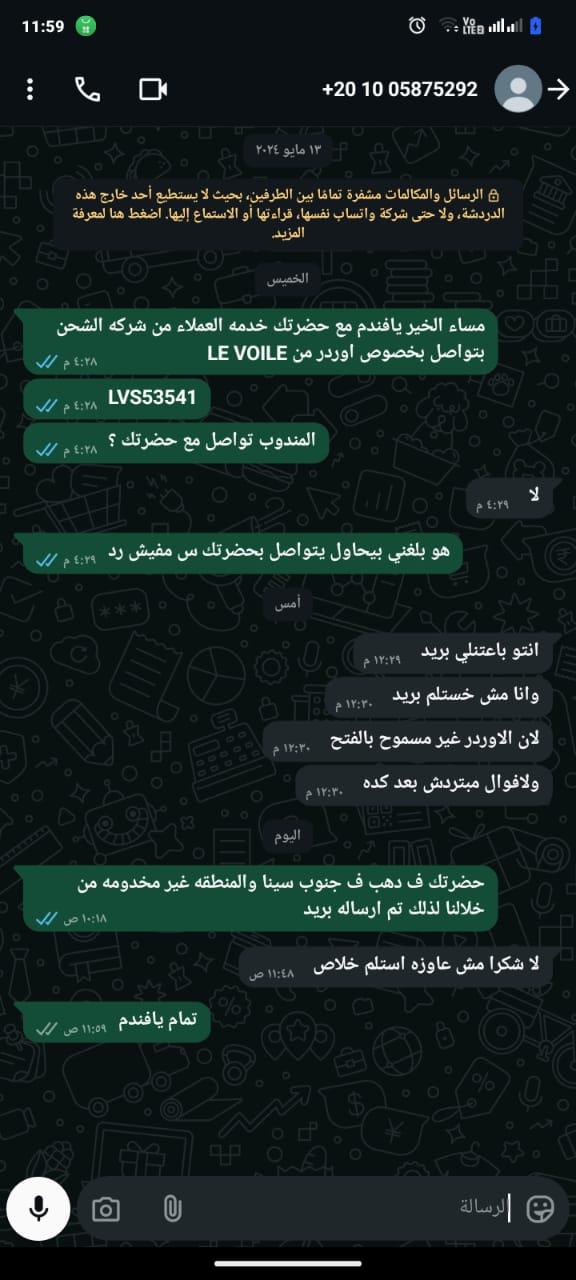 11:59
Vo LTE 2
+20 10 05875292
١٣ مايو ٢٠٢٤
الرسائل والمكالمات مشفرة تمامًا بين الطرفين، بحيث لا يستطيع أحد خارج هذه
الدردشة، ولا حتى شركة واتساب نفسها، قراءتها أو الاستماع إليها. اضغط هنا لمعرفة
المزيد.
الخميس
مساء الخير يافندم مع حضرتك خدمه العملاء من شركه الشحن
بتواصل بخصوص اوردر من LE VOILE
٤:٢٨ م
LVS53541
٤:٢٨ م
المندوب تواصل مع حضرتك ؟
٤:٢٨ م
لا
٤:٢٩ م
هو بلغني بيحاول يتواصل بحضرتك س مفيش رد
٤:٢٩ م
أمس
انتو باعتنلي بريد
١٢:٢٩ م
وانا مش خستلم بريد
١٢:٣٠ م
لان الاوردر غير مسموح بالفتح
١٢:٣٠ م
ولافوال مبتردش بعد كده
١٢:٣٠ م
اليوم
حضرتك ف دهب ف جنوب سينا والمنطقه غير مخدومه من
خلالنا لذلك تم ارساله بريد
١٠:١٨ ص
لا شكرا مش عاوزه استلم خلاص
١١:٤٨ ص
تمام يافندم
١١:٥٩ ص
الرسالة